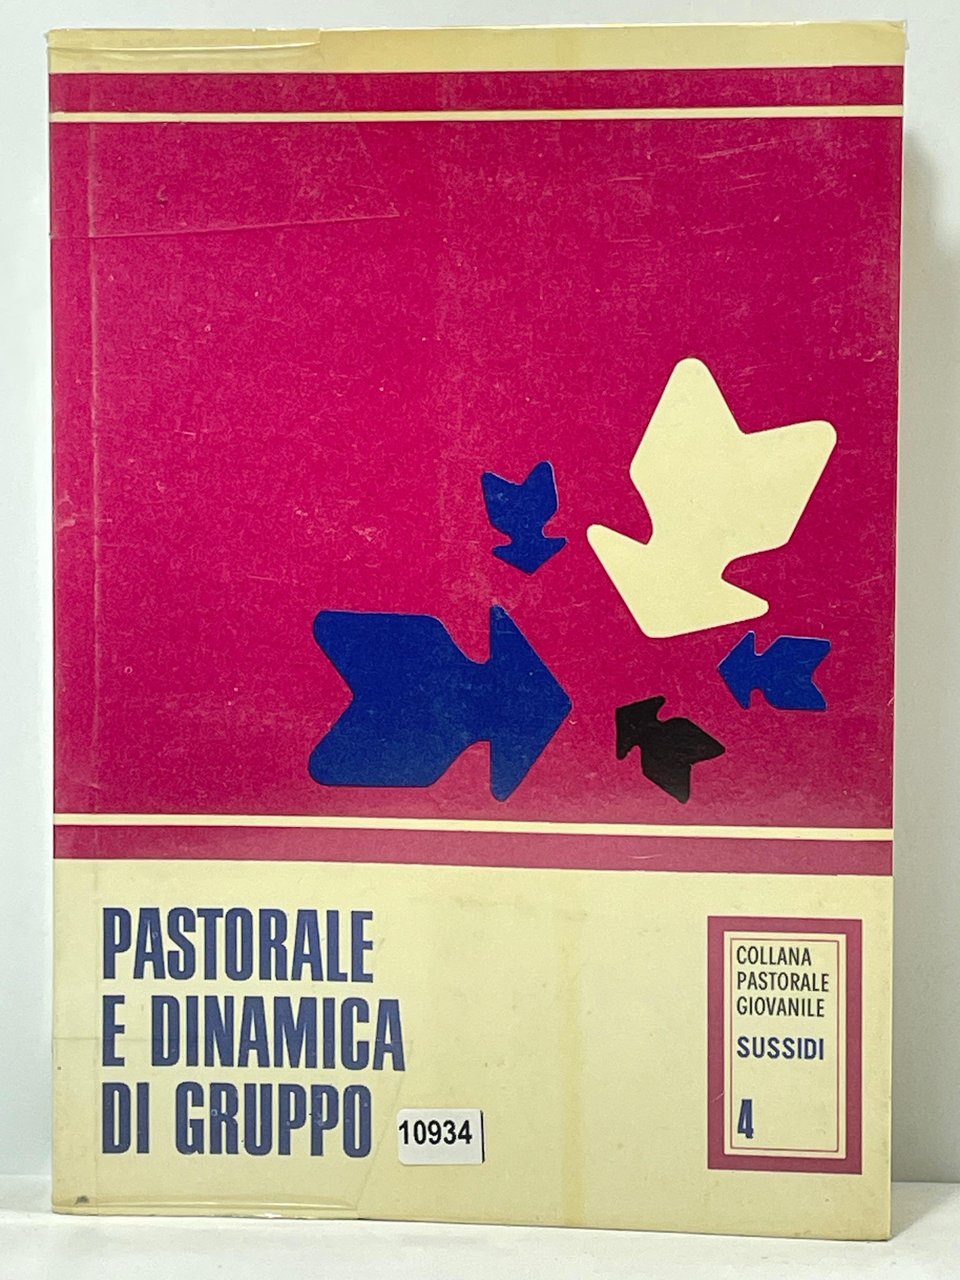 PASTORALE
E DINAMICA
DI GRUPPO
10934
COLLANA
PASTORALE
GIOVANILE
SUSSIDI
4